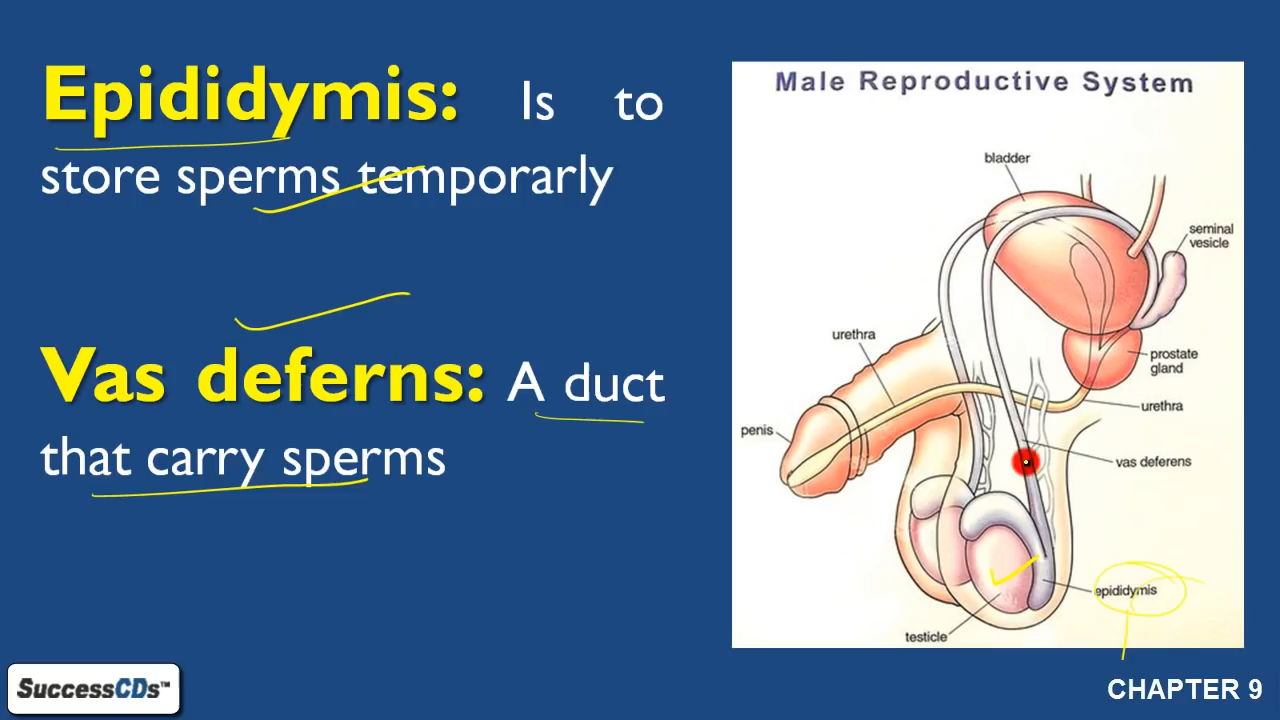 Epididymis: Is to
store sperms temporarly
Vas deferns: A duct
that carry sperms
Male Reproductive System
bladder
seminal
vesicle
urethra
prostate
gland
urethra
penis
vas deferens
epididymis
testicle
SuccessCDs™
CHAPTER 9